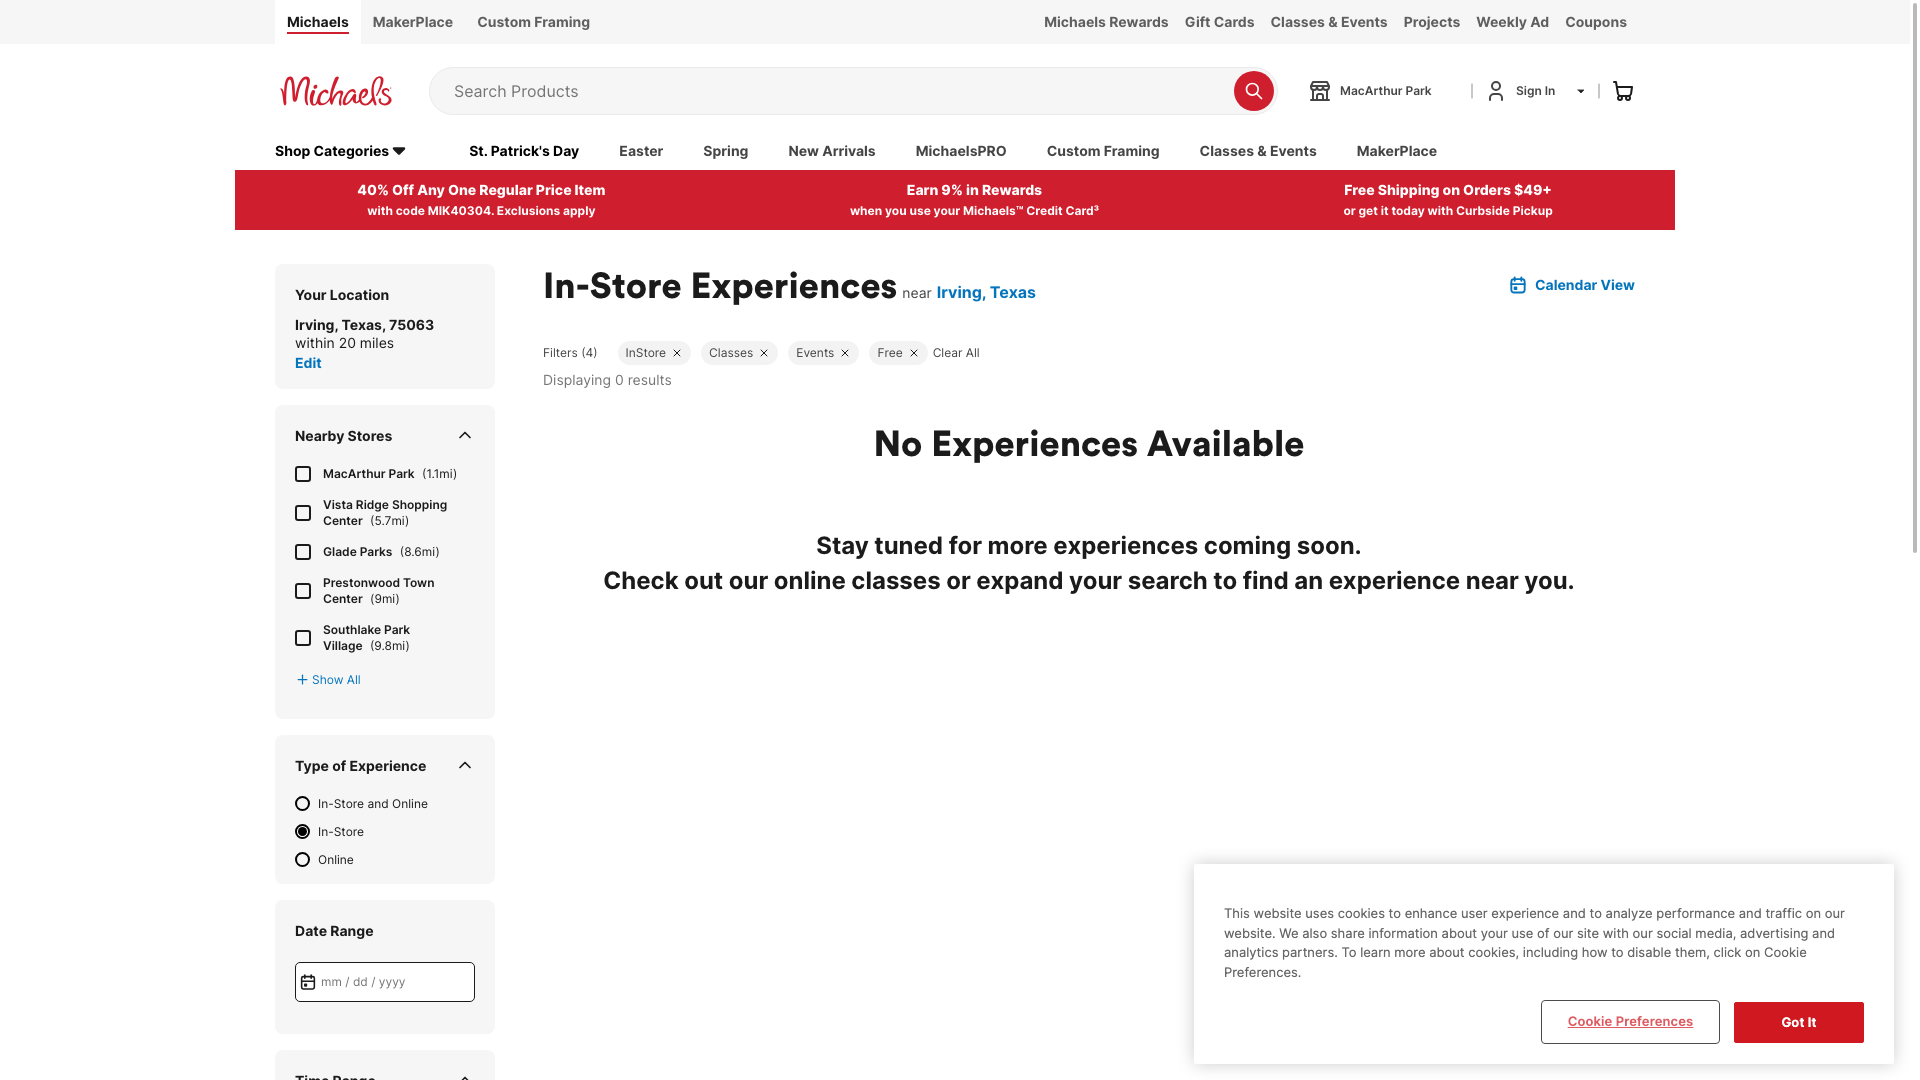 Michaels MakerPlace Custom Framing Michaels Rewards Gift Cards Classes & Events Projects Weekly Ad Coupons
Michaels Search Products MacArthur Park Sign In
Shop Categories St. Patrick's Day Easter Spring New Arrivals MichaelsPRO Custom Framing Classes & Events MakerPlace
40% Off Any One Regular Price Item
with code MIK40304. Exclusions apply
Earn 9% in Rewards
when you use your Michaels™ Credit Card³
Free Shipping on Orders $49+
or get it today with Curbside Pickup
Your Location
Irving, Texas, 75063
within 20 miles
Edit
Nearby Stores
MacArthur Park (1.1mi)
Vista Ridge Shopping
Center (5.7mi)
Glade Parks (8.6mi)
Prestonwood Town
Center (9mi)
Southlake Park
Village (9.8mi)
+ Show All
Type of Experience
In-Store and Online
In-Store
Online
Date Range
mm / dd / yyyy
Time Range
In-Store Experiences near Irving, Texas
Calendar View
Filters (4) InStore Classes Events Free Clear All
Displaying 0 results
No Experiences Available
Stay tuned for more experiences coming soon.
Check out our online classes or expand your search to find an experience near you.
This website uses cookies to enhance user experience and to analyze performance and traffic on our
website. We also share information about your use of our site with our social media, advertising and
analytics partners. To learn more about cookies, including how to disable them, click on Cookie
Preferences.
Cookie Preferences Got It